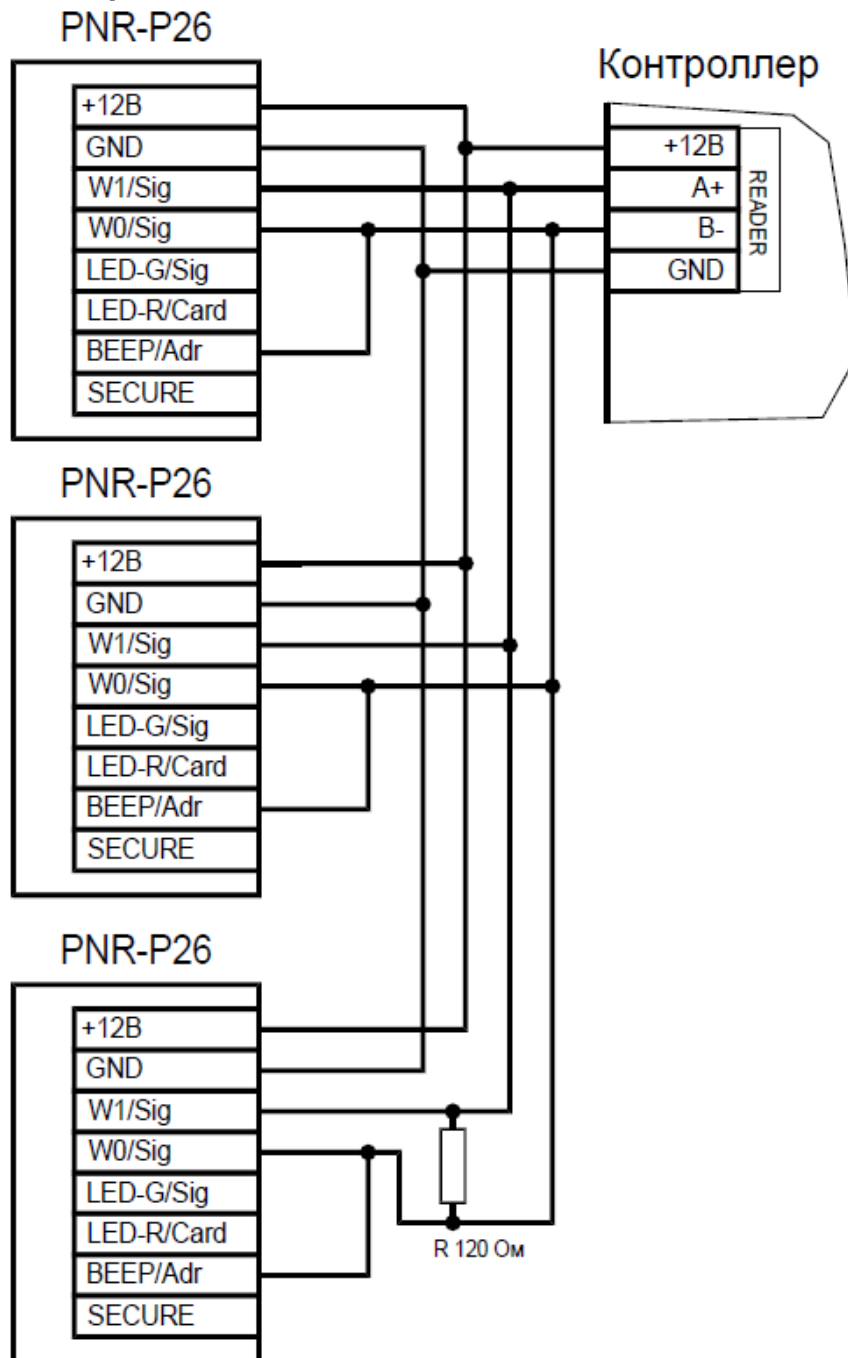 PNR-P26
+12В
GND
W1/Sig
W0/Sig
LED-G/Sig
LED-R/Card
BEEP/Adr
SECURE
Контроллер
+12В
A+
B-
GND
READER
PNR-P26
+12В
GND
W1/Sig
W0/Sig
LED-G/Sig
LED-R/Card
BEEP/Adr
SECURE
PNR-P26
+12В
GND
W1/Sig
W0/Sig
LED-G/Sig
LED-R/Card
BEEP/Adr
SECURE
R 120 Ом